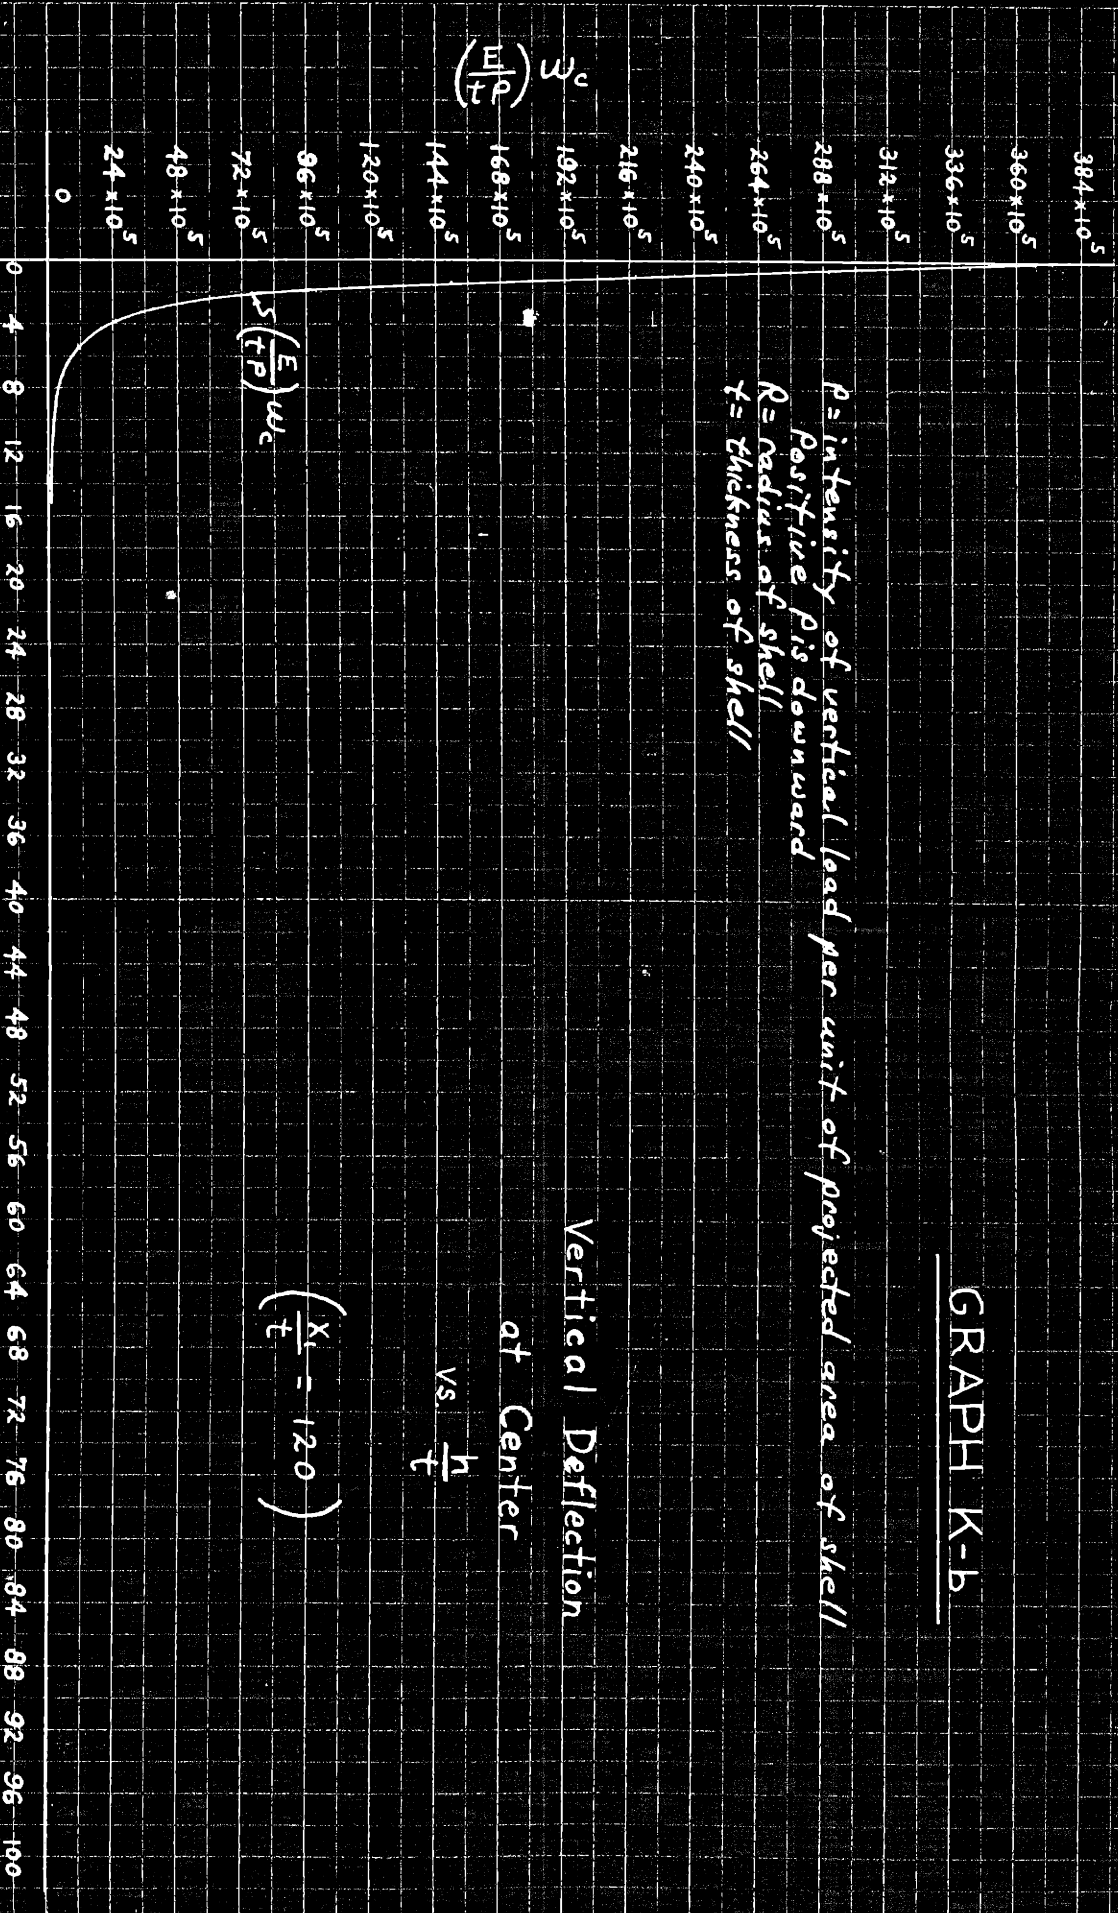 GRAPH K-b
p = intensity of vertical load per unit of projected area of shell
Positive p is downward
R = radius of shell
t = thickness of shell
Vertical Deflection
at Center
vs. h/t
(x₁/t = 120)
(E/tP) wc
384×10⁵
360×10⁵
336×10⁵
312×10⁵
288×10⁵
264×10⁵
240×10⁵
216×10⁵
192×10⁵
168×10⁵
144×10⁵
120×10⁵
96×10⁵
72×10⁵
48×10⁵
24×10⁵
0
(E/tP) wc
0 4 8 12 16 20 24 28 32 36 40 44 48 52 56 60 64 68 72 76 80 84 88 92 96 100